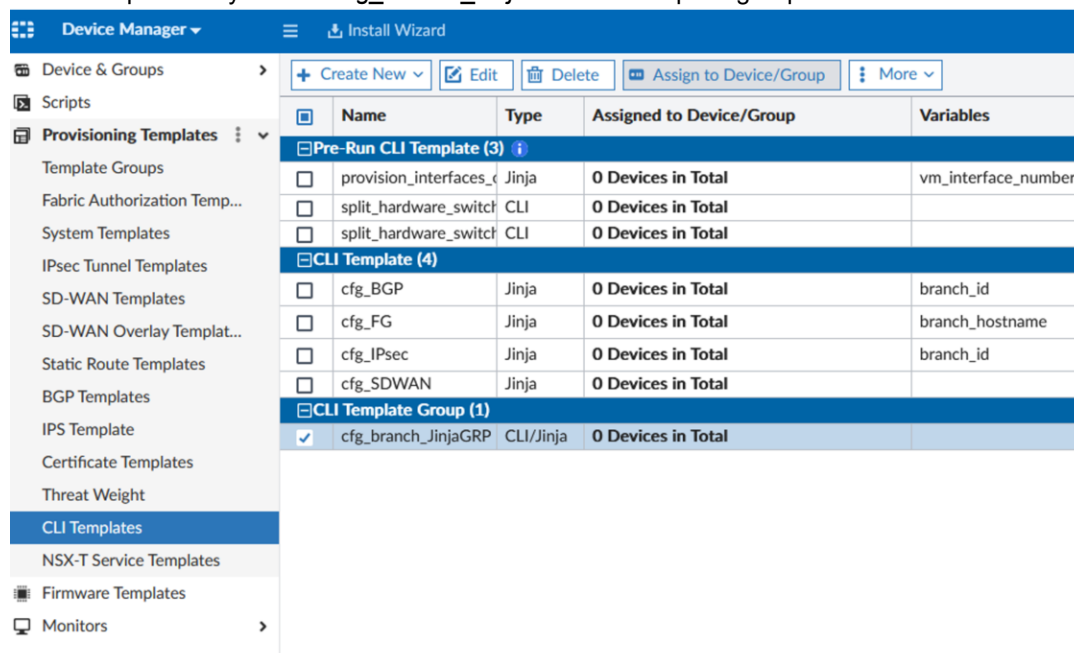 Device Manager
Install Wizard
Device & Groups
Scripts
Provisioning Templates
Template Groups
Fabric Authorization Temp...
System Templates
IPsec Tunnel Templates
SD-WAN Templates
SD-WAN Overlay Templat...
Static Route Templates
BGP Templates
IPS Template
Certificate Templates
Threat Weight
CLI Templates
NSX-T Service Templates
Firmware Templates
Monitors
Create New Edit Delete Assign to Device/Group More
Name Type Assigned to Device/Group Variables
Pre-Run CLI Template (3)
provision_interfaces_ Jinja 0 Devices in Total vm_interface_number
split_hardware_switch CLI 0 Devices in Total
split_hardware_switch CLI 0 Devices in Total
CLI Template (4)
cfg_BGP Jinja 0 Devices in Total branch_id
cfg_FG Jinja 0 Devices in Total branch_hostname
cfg_IPsec Jinja 0 Devices in Total branch_id
cfg_SDWAN Jinja 0 Devices in Total
CLI Template Group (1)
cfg_branch_JinjaGRP CLI/Jinja 0 Devices in Total